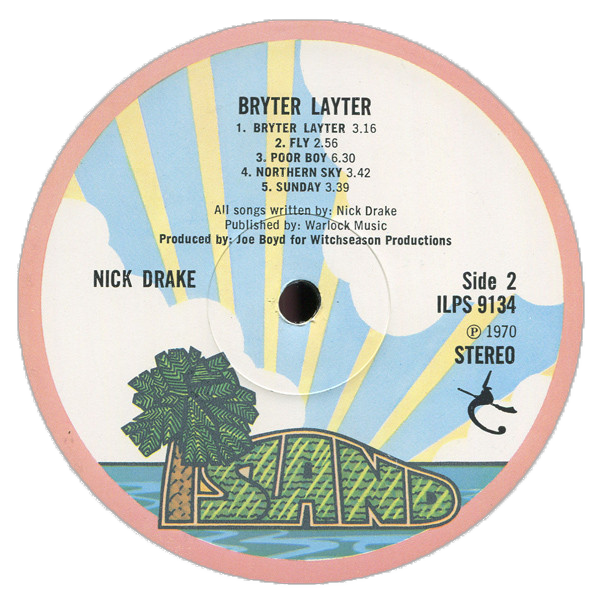 BRYTER LAYTER
1. BRYTER LAYTER 3.16
2. FLY 2.56
3. POOR BOY 6.30
4. NORTHERN SKY 3.42
5. SUNDAY 3.39
All songs written by: Nick Drake
Published by: Warlock Music
Produced by: Joe Boyd for Witchseason Productions
NICK DRAKE
Side 2
ILPS 9134
Ⓟ 1970
STEREO
ISLAND